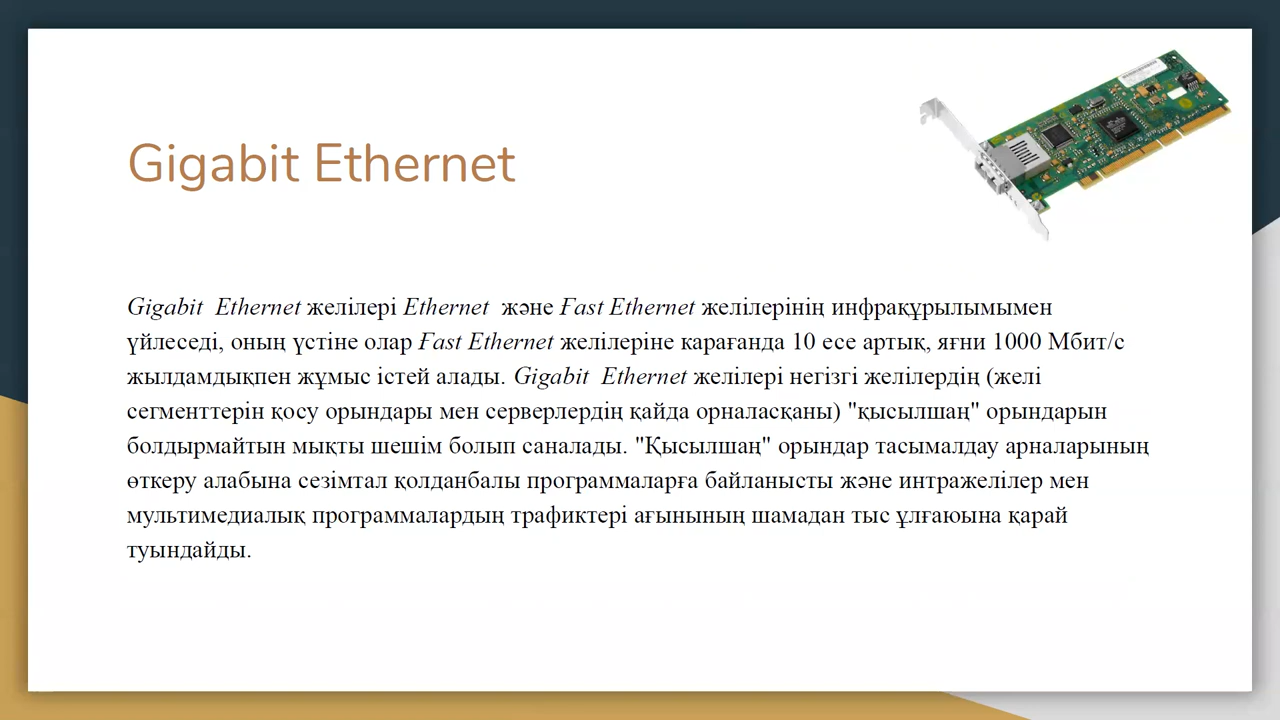 Gigabit Ethernet
Gigabit Ethernet желілері Ethernet және Ғast Ethernet желілерінің инфрақұрылымымен
үйлеседі, оның үстіне олар Ғast Ethernet желілеріне карағанда 10 есе артық, яғни 1000 Мбит/с
жылдамдықпен жұмыс істей алады. Gigabit Ethernet желілері негізгі желілердің (желі
сегменттерін қосу орындары мен серверлердің қайда орналасқаны) "қысылшаң" орындарын
болдырмайтын мықты шешім болып саналады. "Қысылшаң" орындар тасымалдау арналарының
өткеру алабына сезімтал қолданбалы программаларға байланысты және интражелілер мен
мультимедиалық программалардың трафиктері ағынының шамадан тыс ұлғаюына қарай
туындайды.